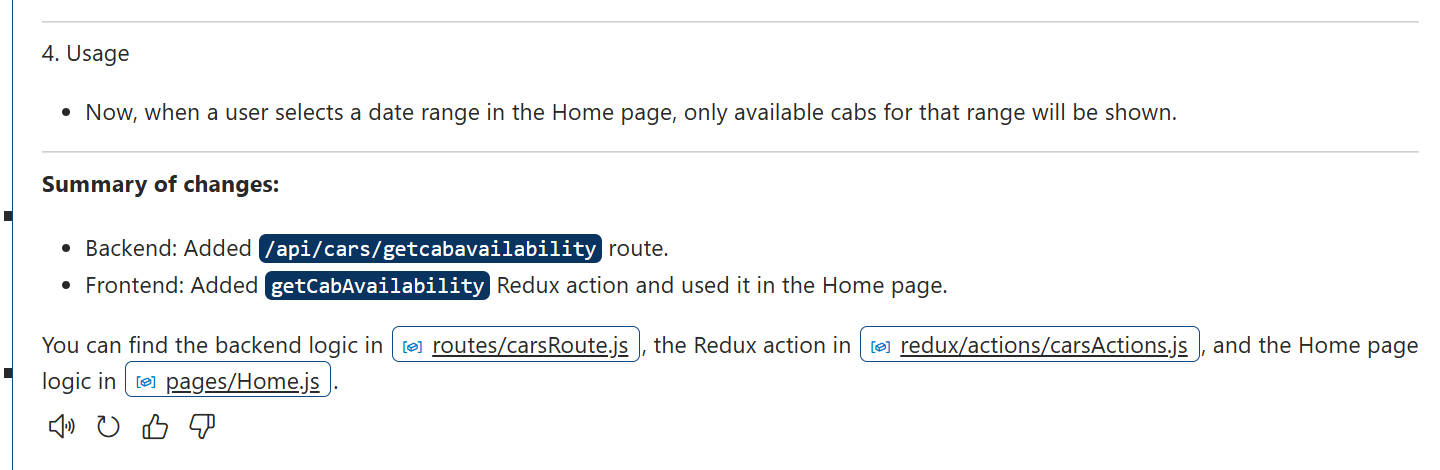 4. Usage
• Now, when a user selects a date range in the Home page, only available cabs for that range will be shown.
Summary of changes:
• Backend: Added /api/cars/getcabavailability route.
• Frontend: Added getCabAvailability Redux action and used it in the Home page.
You can find the backend logic in routes/carsRoute.js, the Redux action in redux/actions/carsActions.js, and the Home page
logic in pages/Home.js.